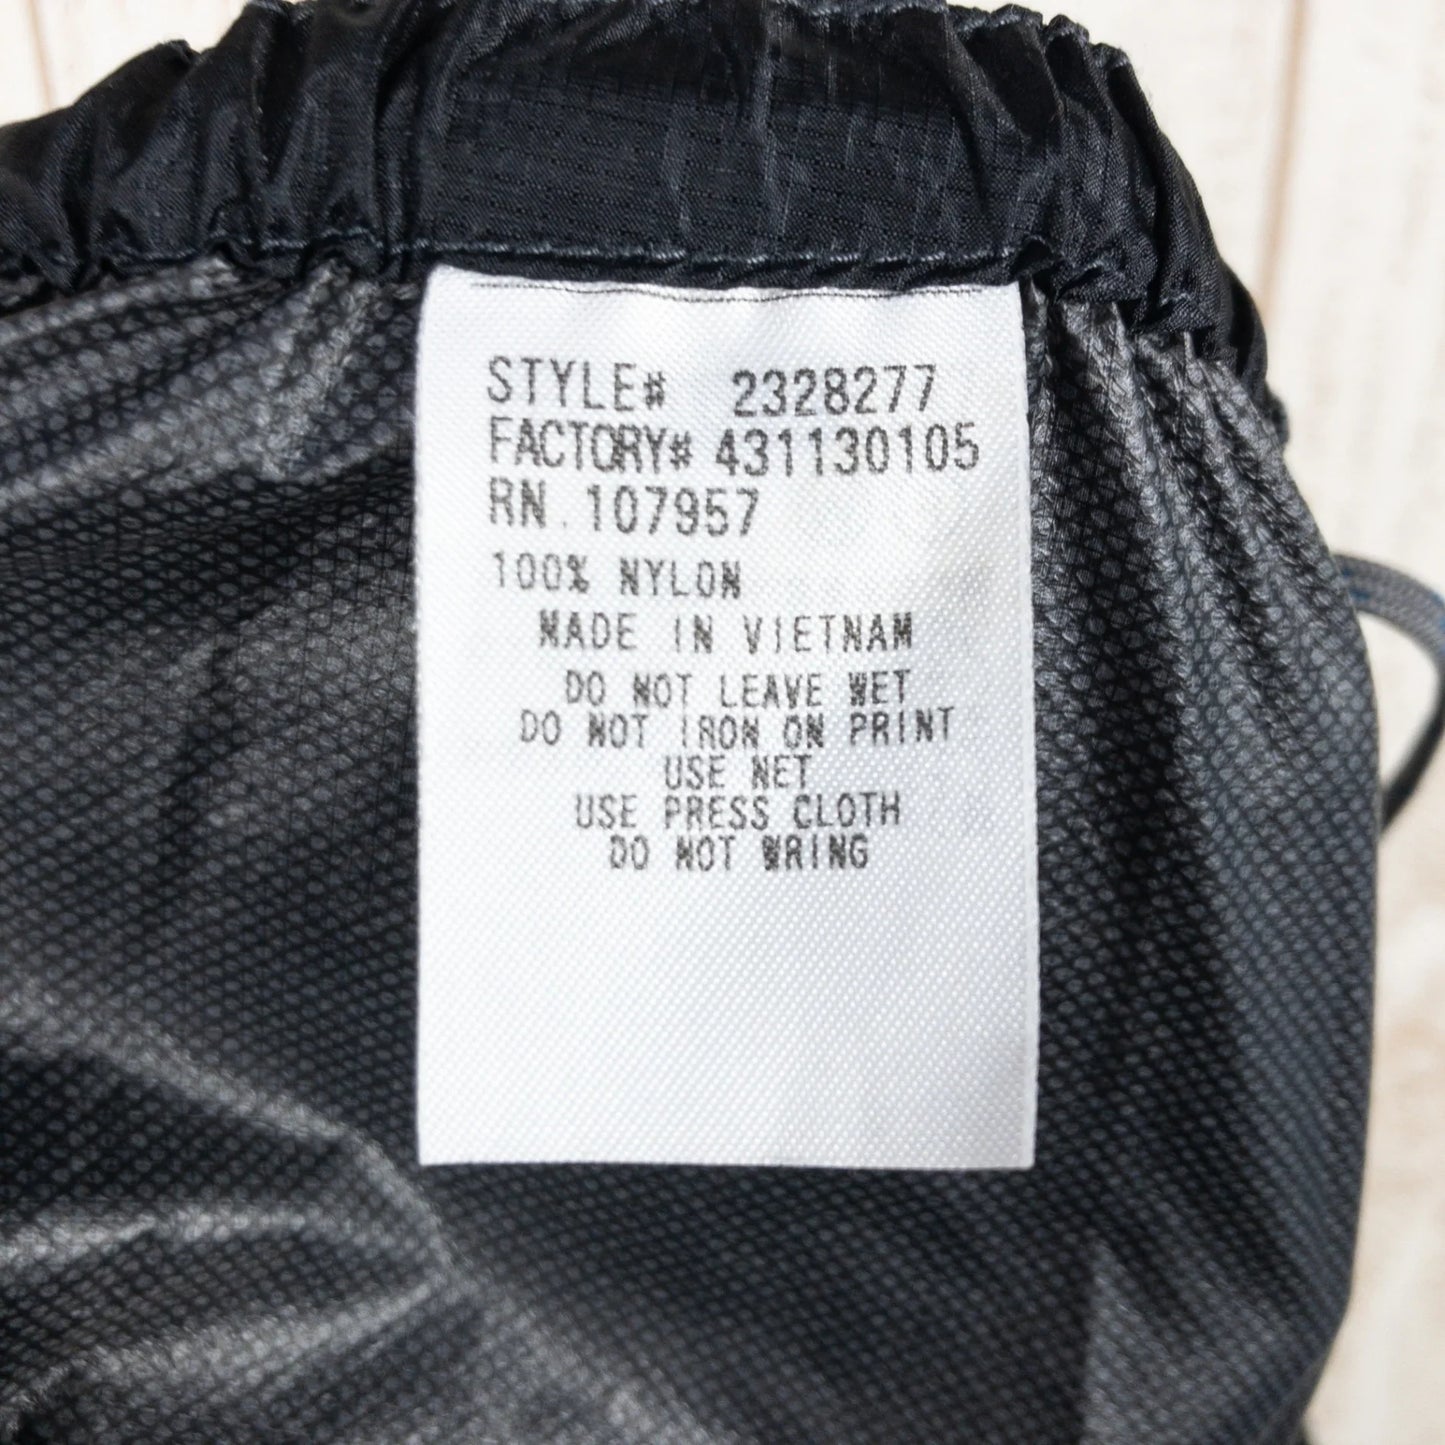 STYLE# 2328277
FACTORY# 431130105
RN. 107957
100% NYLON
MADE IN VIETNAM
DO NOT LEAVE WET
DO NOT IRON ON PRINT
USE NET
USE PRESS CLOTH
DO NOT WRING